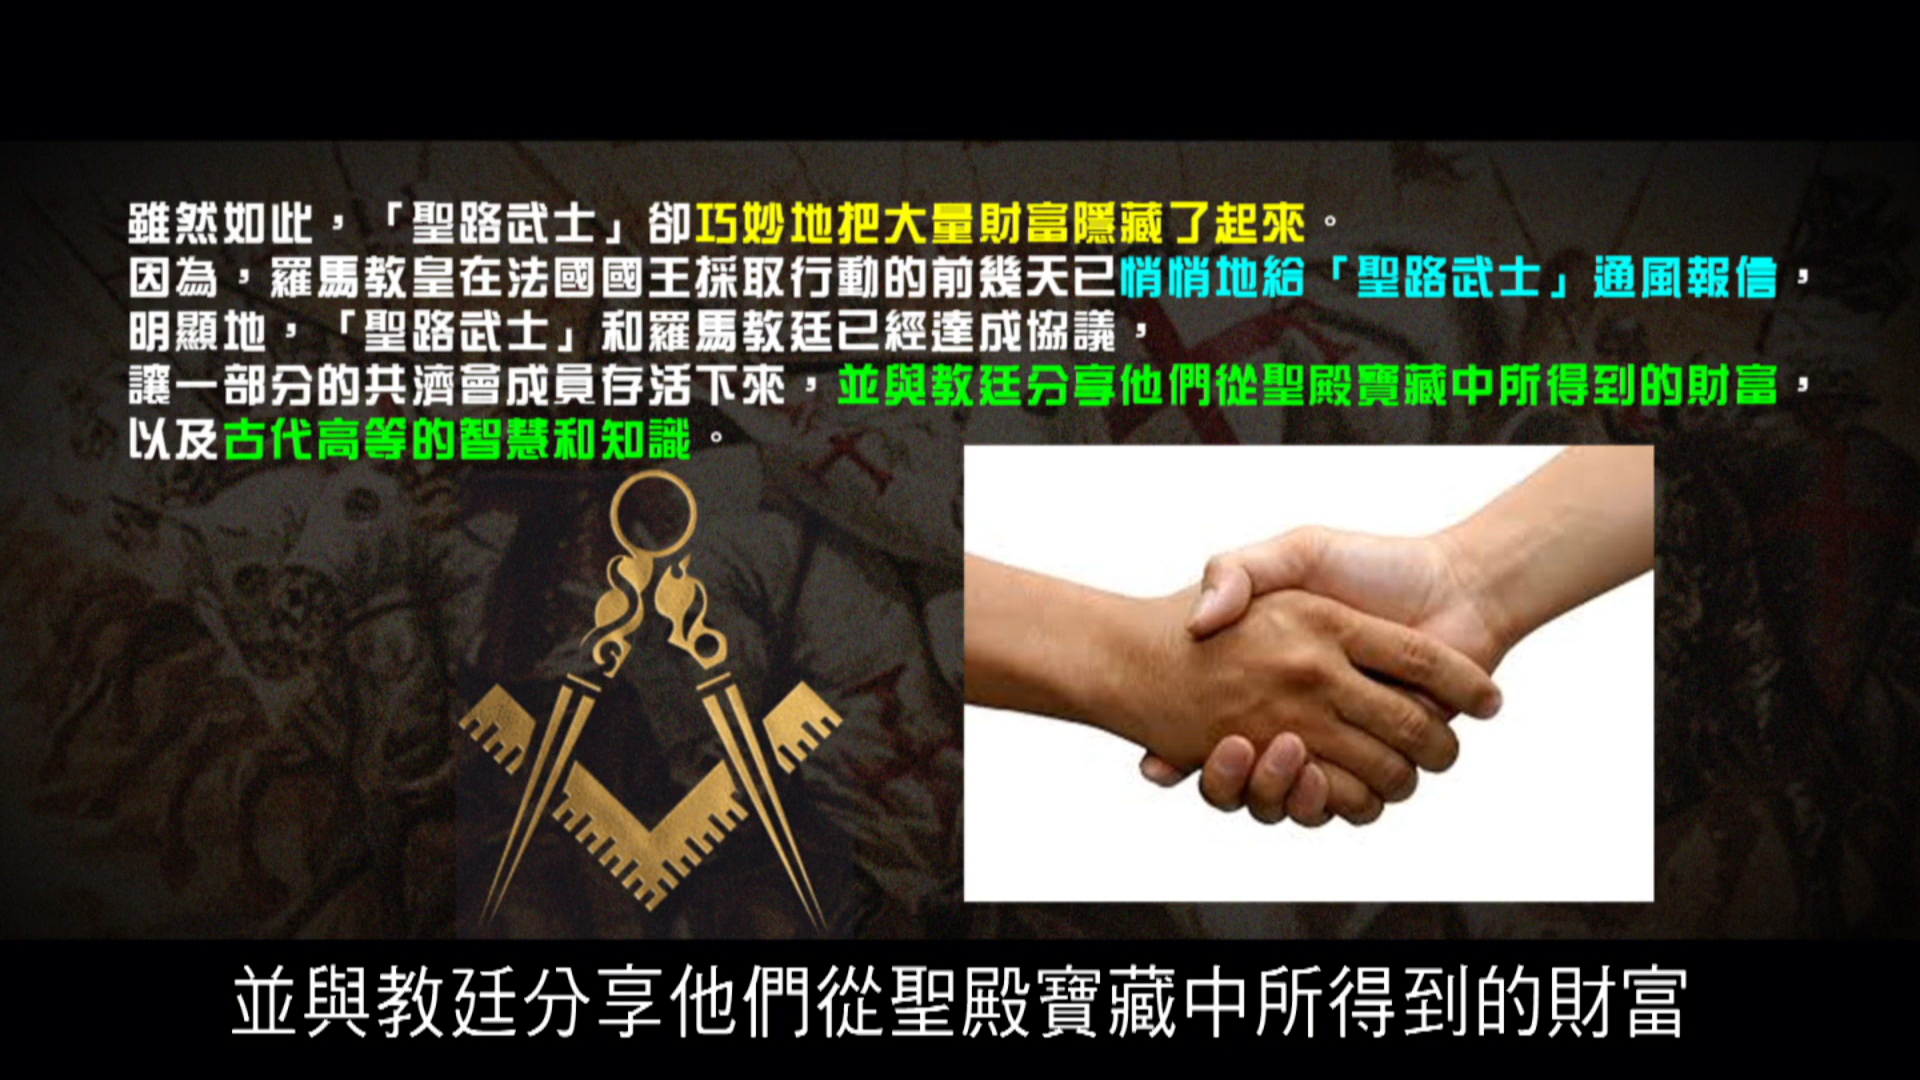 雖然如此，「聖路武士」卻巧妙地把大量財富隱藏了起來。
因為，羅馬教皇在法國國王採取行動的前幾天已悄悄地給「聖路武士」通風報信，
明顯地，「聖路武士」和羅馬教廷已經達成協議，
讓一部分的共濟會成員存活下來，並與教廷分享他們從聖殿寶藏中所得到的財富，
以及古代高等的智慧和知識。
並與教廷分享他們從聖殿寶藏中所得到的財富